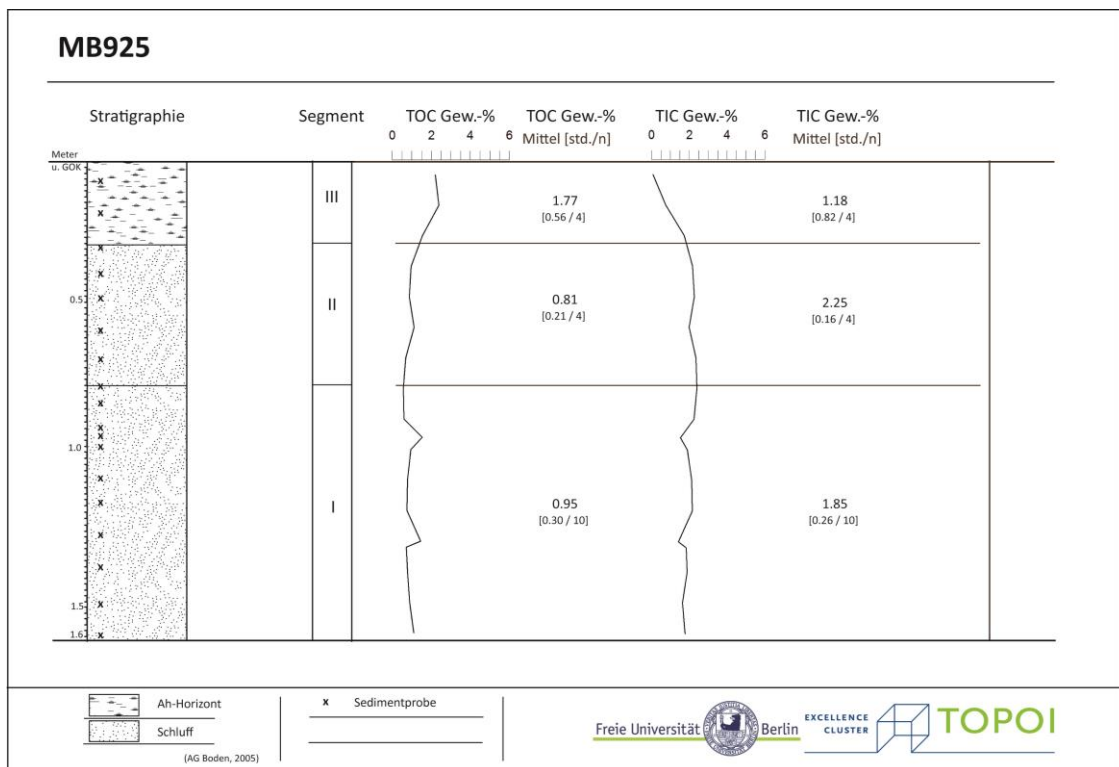 MB925
Stratigraphie Segment TOC Gew.-% TOC Gew.-% TIC Gew.-% TIC Gew.-%
0 2 4 6 Mittel [std./n] 0 2 4 6 Mittel [std./n]
Meter
u. GOK
x
III
1.77 1.18
x
[0.56 / 4] [0.82 / 4]
x
x
x
0.5 II 0.81 2.25
[0.21 / 4] [0.16 / 4]
x
x
x
x
x
x
1.0 x
x
x
I 0.95 1.85
[0.30 / 10] [0.26 / 10]
x
x
1.5 x
1.6 x
Ah-Horizont x Sedimentprobe
Schluff
(AG Boden, 2005)
Freie Universität Berlin
EXCELLENCE
CLUSTER
TOPOI